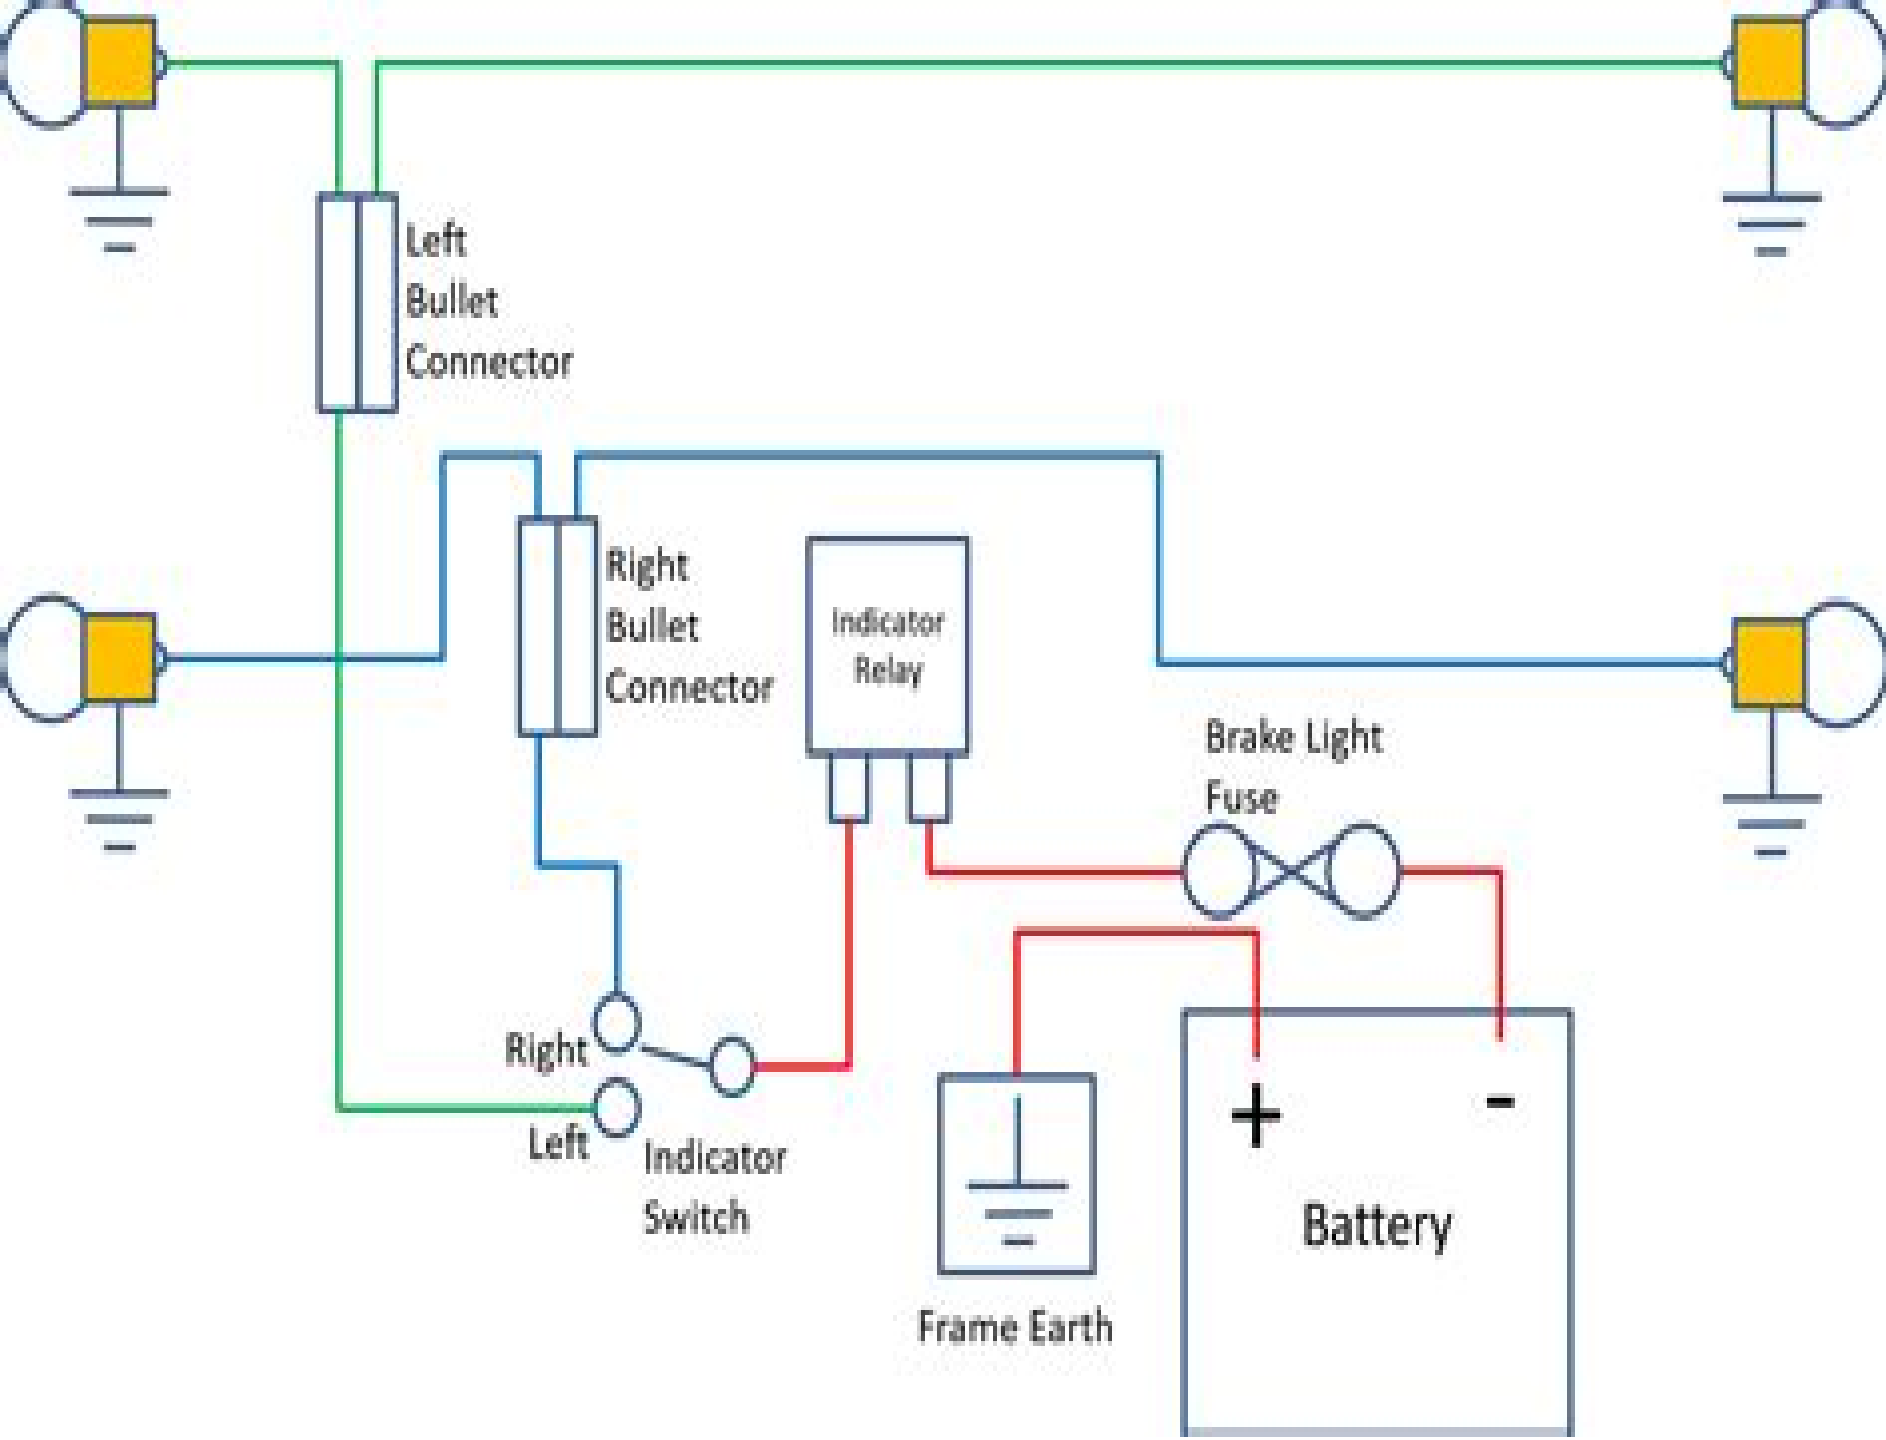 Left
Bullet
Connector
Right
Bullet
Connector
Indicator
Relay
Brake Light
Fuse
Right
Left
Indicator
Switch
+
-
Battery
Frame Earth